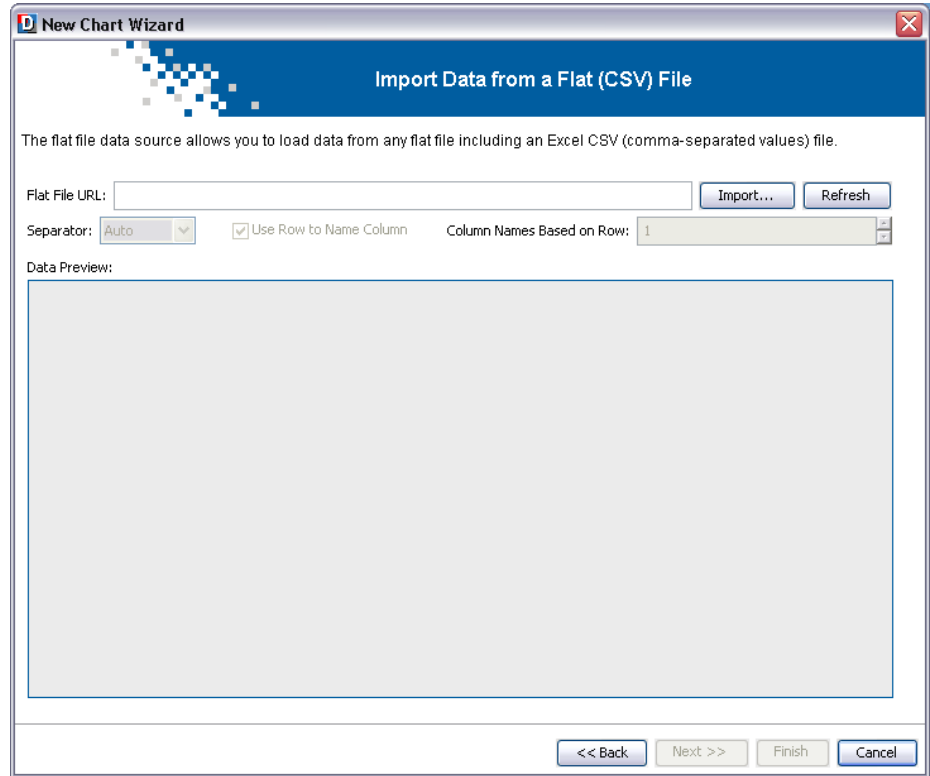 D New Chart Wizard
Import Data from a Flat (CSV) File
The flat file data source allows you to load data from any flat file including an Excel CSV (comma-separated values) file.
Flat File URL: Import... Refresh
Separator: Auto Use Row to Name Column Column Names Based on Row: 1
Data Preview:
<< Back Next >> Finish Cancel